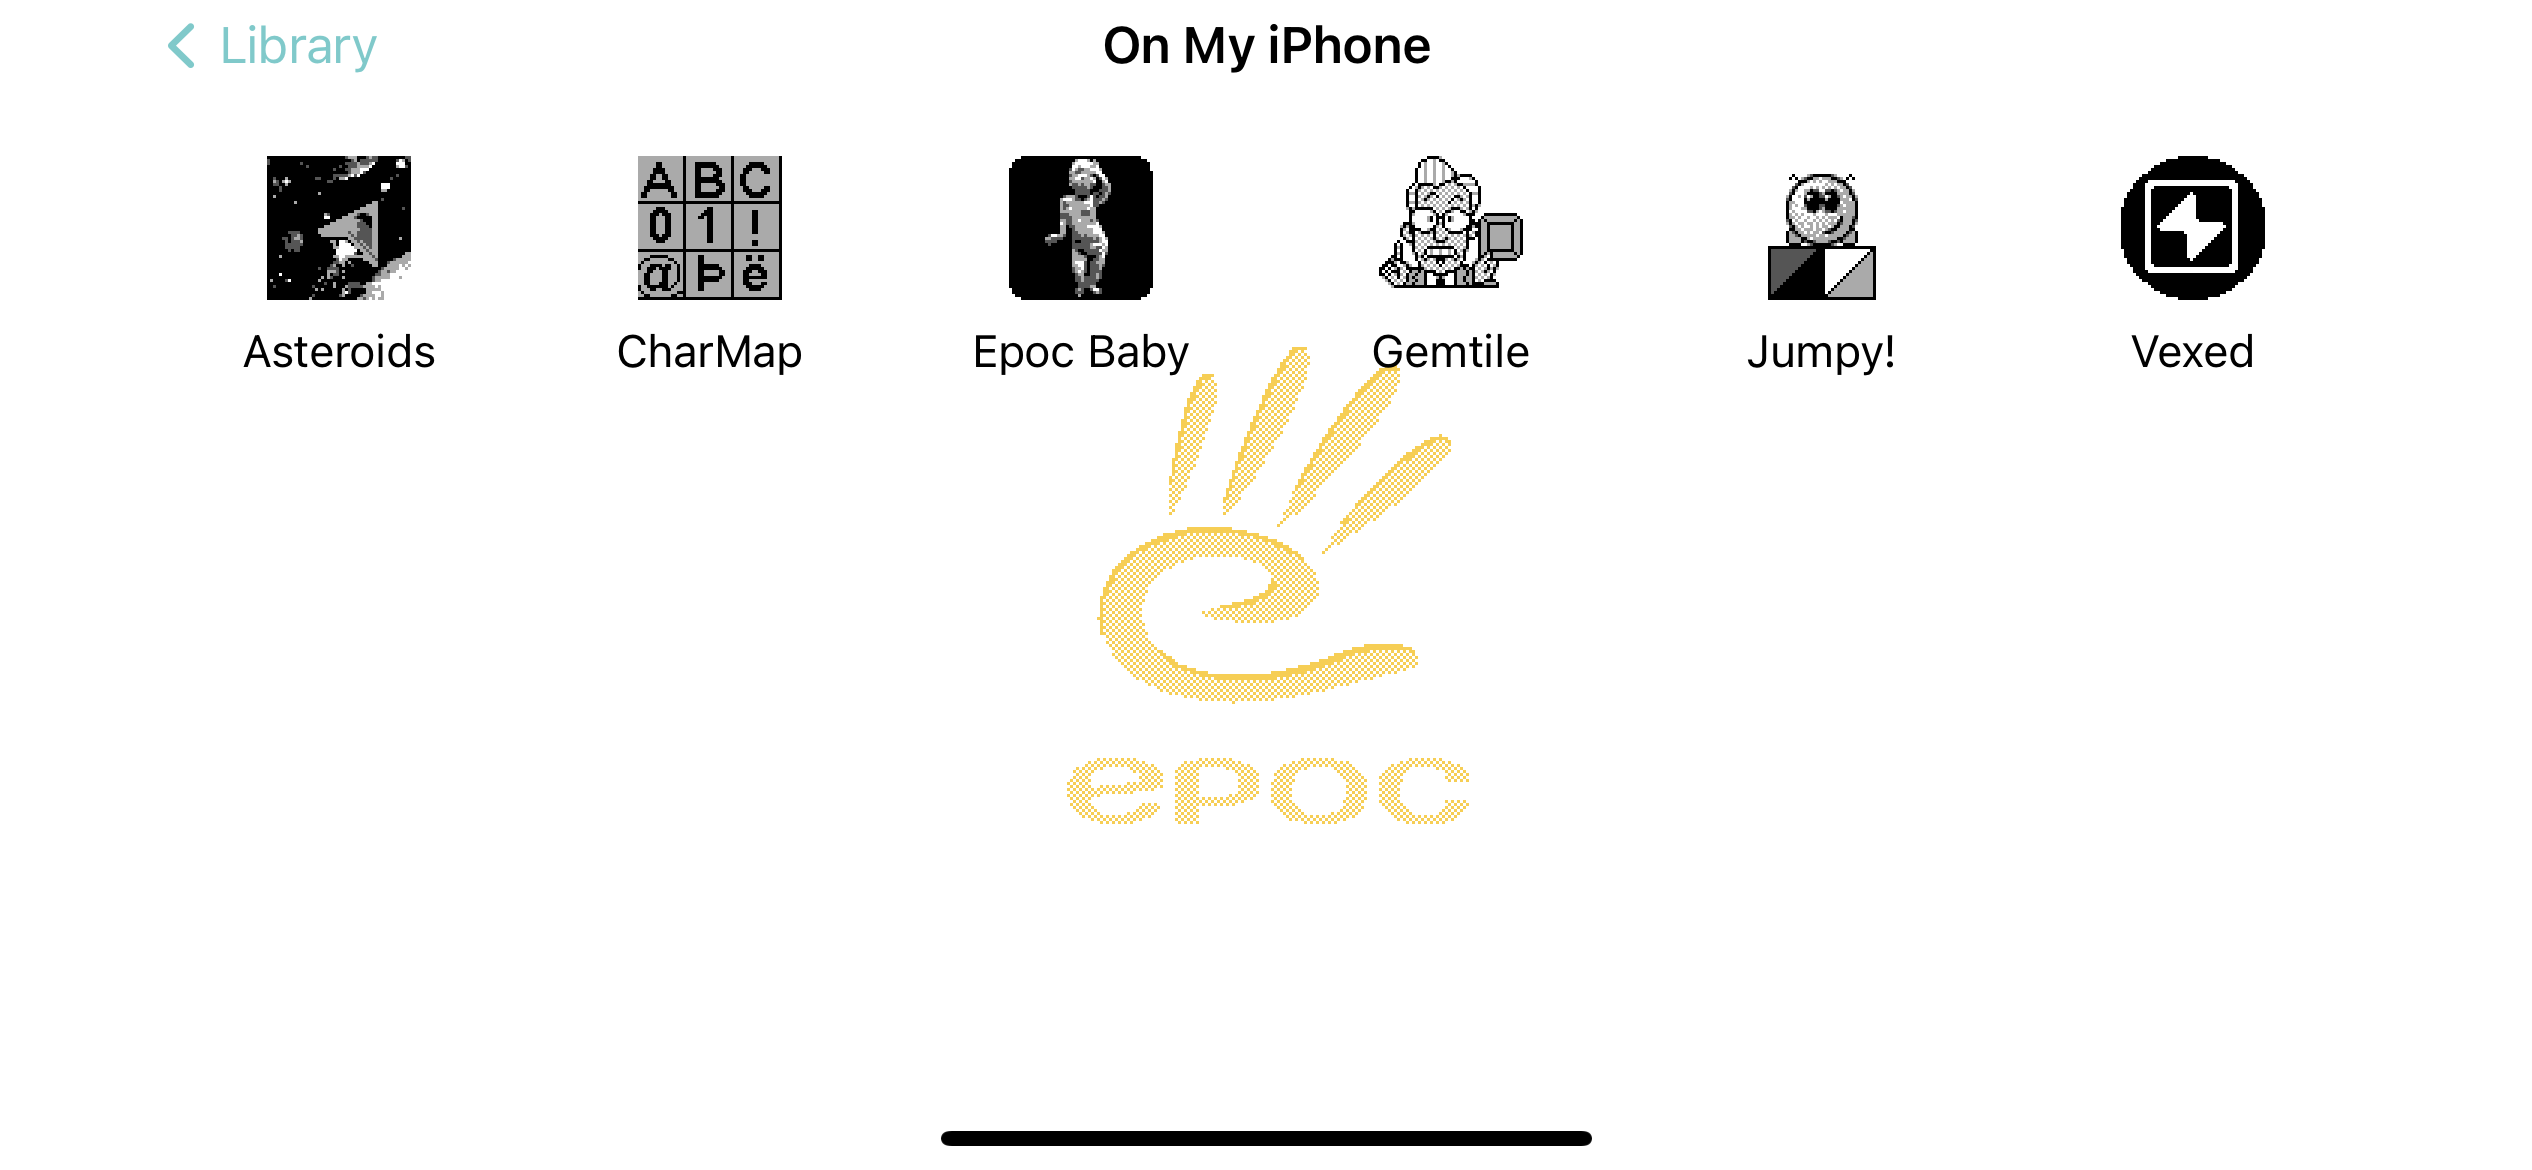 Library
On My iPhone
A B C
0 1 !
@ Þ ë
Asteroids
CharMap
Epoc Baby
Gemtile
Jumpy!
Vexed
epoc